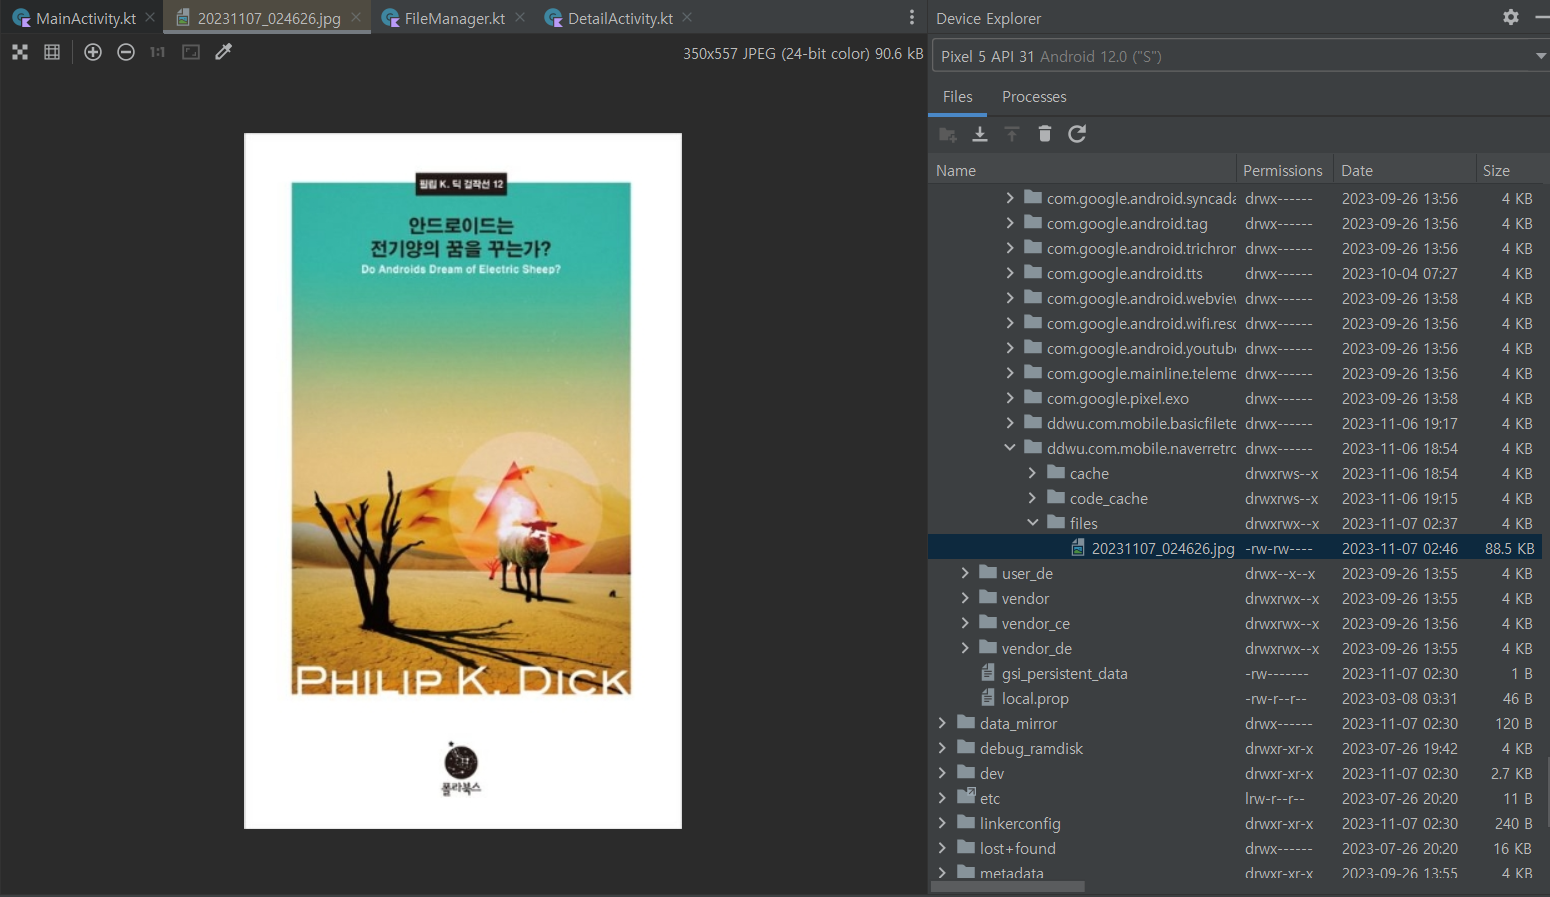 MainActivity.kt
20231107_024626.jpg
FileManager.kt
DetailActivity.kt
1:1
350x557 JPEG (24-bit color) 90.6 kB
필립 K. 딕 걸작선 12
안드로이드는
전기양의 꿈을 꾸는가?
Do Androids Dream of Electric Sheep?
PHILIP K. DICK
폴라북스
Device Explorer
Pixel 5 API 31 Android 12.0 ("S")
Files Processes
Name Permissions Date Size
com.google.android.syncada drwx------ 2023-09-26 13:56 4 KB
com.google.android.tag drwx------ 2023-09-26 13:56 4 KB
com.google.android.trichron drwx------ 2023-09-26 13:56 4 KB
com.google.android.tts drwx------ 2023-10-04 07:27 4 KB
com.google.android.webview drwx------ 2023-09-26 13:58 4 KB
com.google.android.wifi.resc drwx------ 2023-09-26 13:56 4 KB
com.google.android.youtube drwx------ 2023-09-26 13:56 4 KB
com.google.mainline.teleme drwx------ 2023-09-26 13:56 4 KB
com.google.pixel.exo drwx------ 2023-09-26 13:58 4 KB
ddwu.com.mobile.basicfilete drwx------ 2023-11-06 19:17 4 KB
ddwu.com.mobile.naverretro drwx------ 2023-11-06 18:54 4 KB
cache drwxrws--x 2023-11-06 18:54 4 KB
code_cache drwxrws--x 2023-11-06 19:15 4 KB
files drwxrwx--x 2023-11-07 02:37 4 KB
20231107_024626.jpg -rw-rw---- 2023-11-07 02:46 88.5 KB
user_de drwx--x--x 2023-09-26 13:55 4 KB
vendor drwxrwx--x 2023-09-26 13:55 4 KB
vendor_ce drwxrwx--x 2023-09-26 13:56 4 KB
vendor_de drwxrwx--x 2023-09-26 13:55 4 KB
gsi_persistent_data -rw------- 2023-11-07 02:30 1 B
local.prop -rw-r--r-- 2023-03-08 03:31 46 B
data_mirror drwx------ 2023-11-07 02:30 120 B
debug_ramdisk drwxr-xr-x 2023-07-26 19:42 4 KB
dev drwxr-xr-x 2023-11-07 02:30 2.7 KB
etc lrw-r--r-- 2023-07-26 20:20 11 B
linkerconfig drwxr-xr-x 2023-11-07 02:30 240 B
lost+found drwx------ 2023-07-26 20:20 16 KB
metadata drwxr-xr-x 2023-09-26 13:55 4 KB